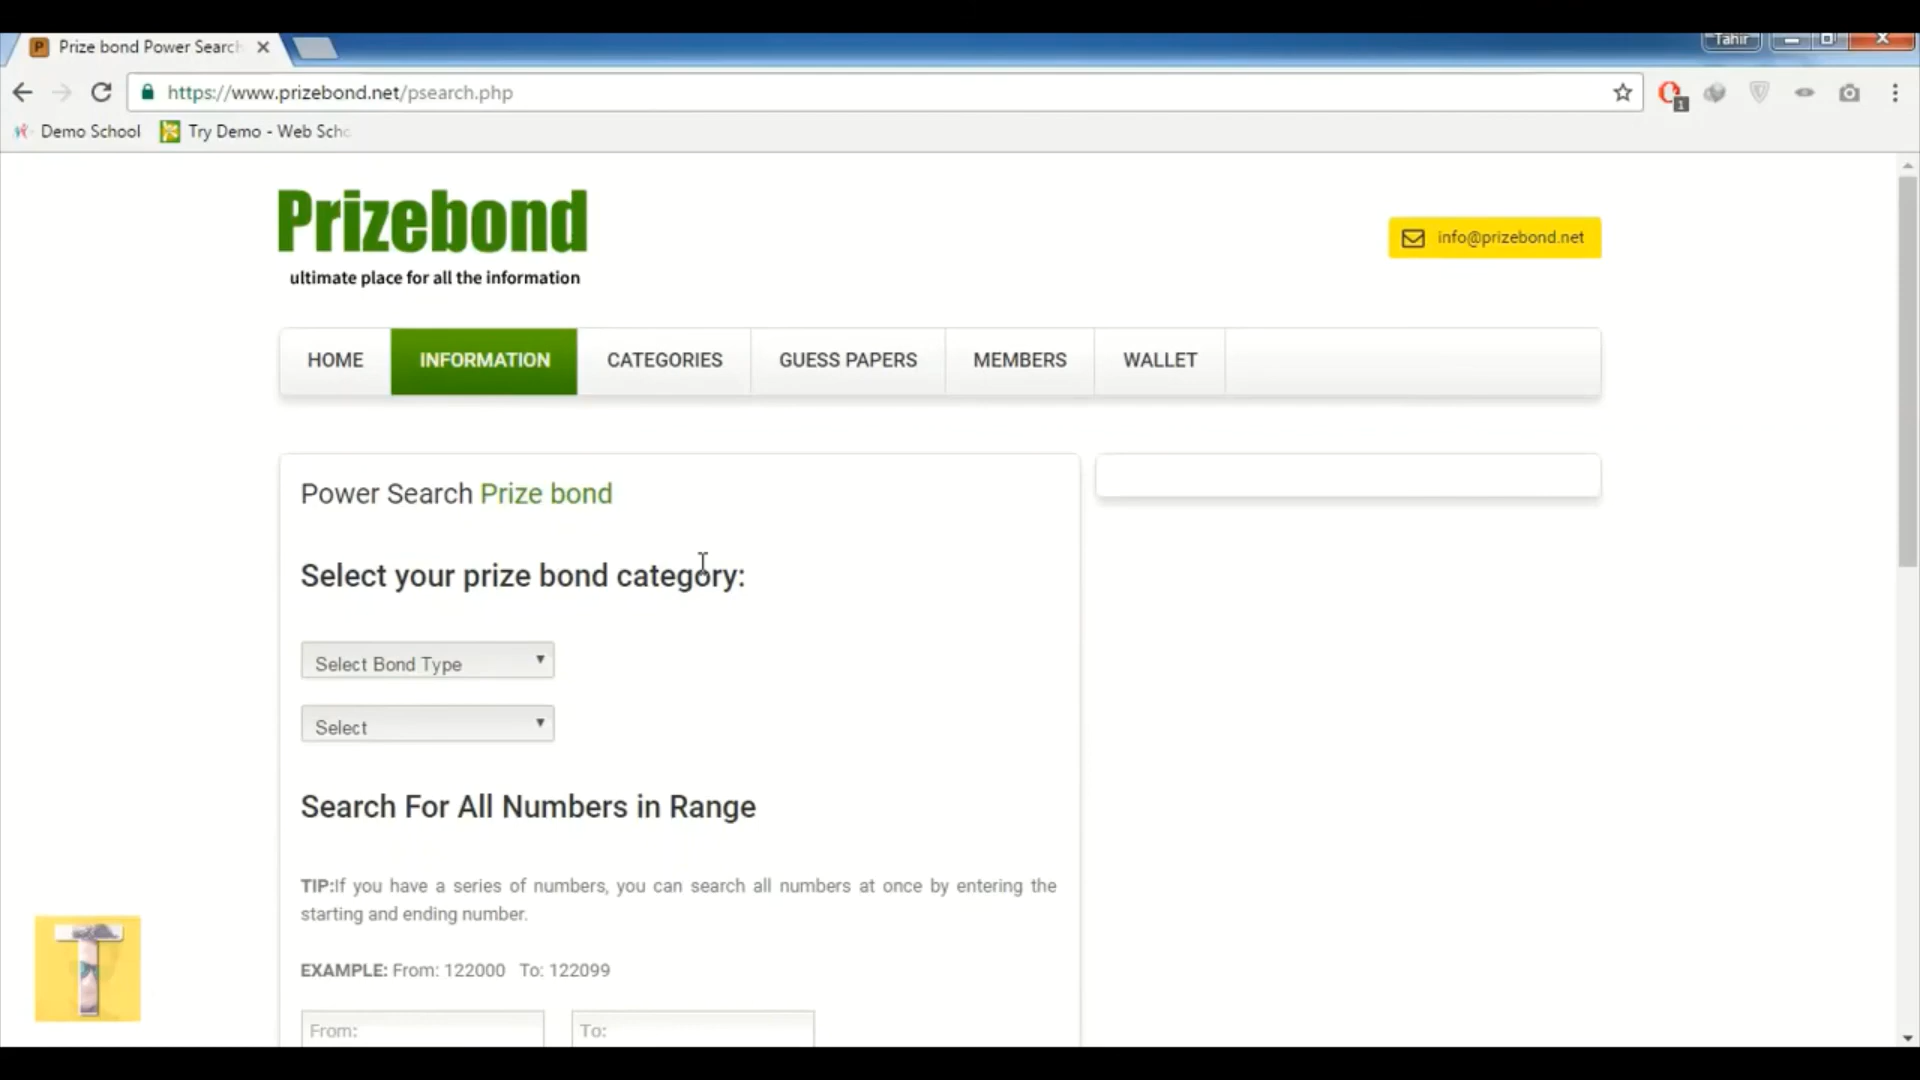 Prize bond Power Search
Tahir
https://www.prizebond.net/psearch.php
1
Demo School
Try Demo - Web Scho
Prizebond
ultimate place for all the information
info@prizebond.net
HOME
INFORMATION
CATEGORIES
GUESS PAPERS
MEMBERS
WALLET
Power Search Prize bond
Select your prize bond category:
Select Bond Type
Select
Search For All Numbers in Range
TIP:If you have a series of numbers, you can search all numbers at once by entering the
starting and ending number.
EXAMPLE: From: 122000 To: 122099
From:
To:
T